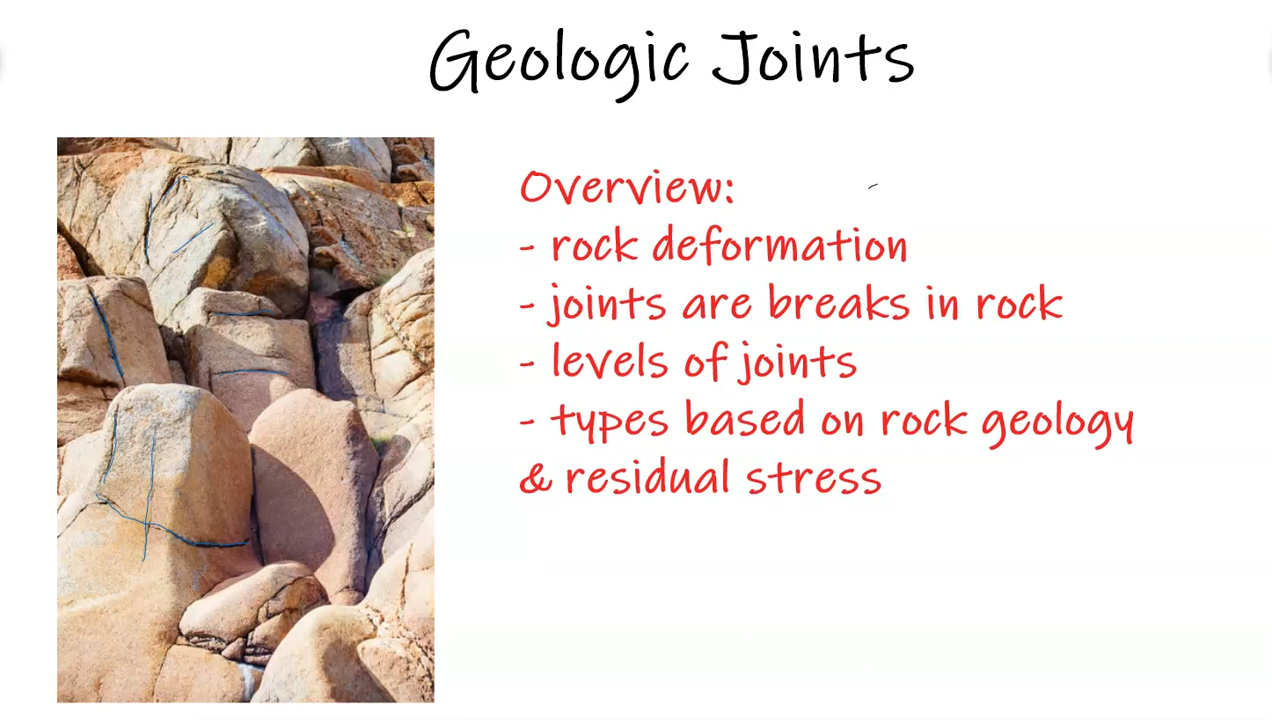 Geologic Joints
Overview:
- rock deformation
- joints are breaks in rock
- levels of joints
- types based on rock geology
& residual stress